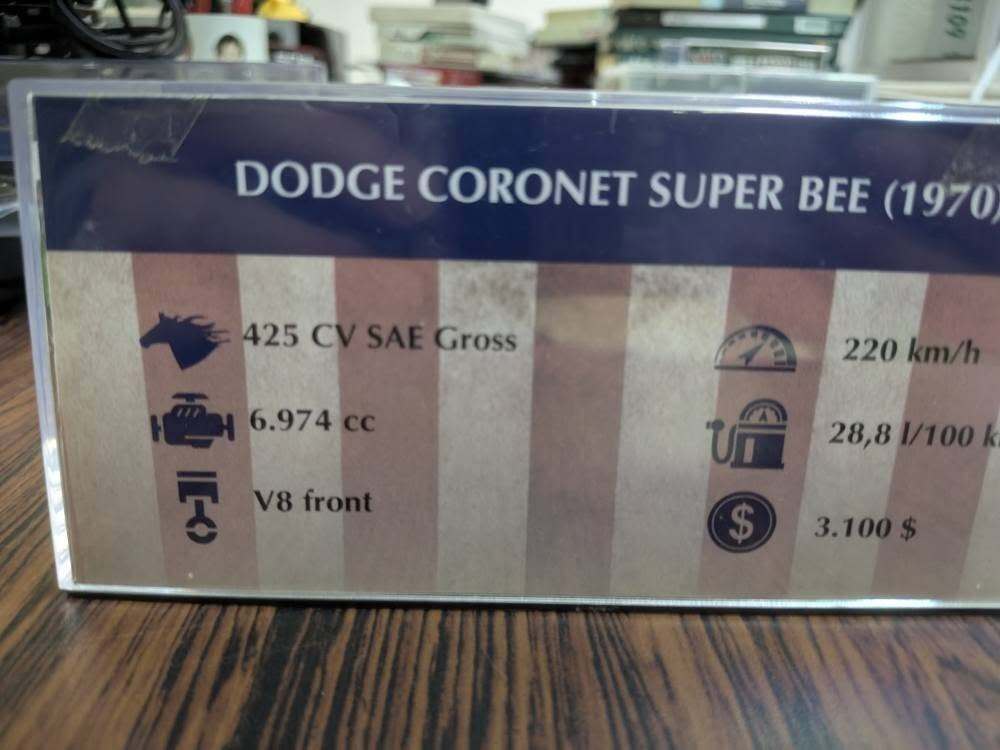 DODGE CORONET SUPER BEE (1970)
425 CV SAE Gross
6.974 cc
V8 front
220 km/h
28,8 l/100 k
3.100 $
$
1109